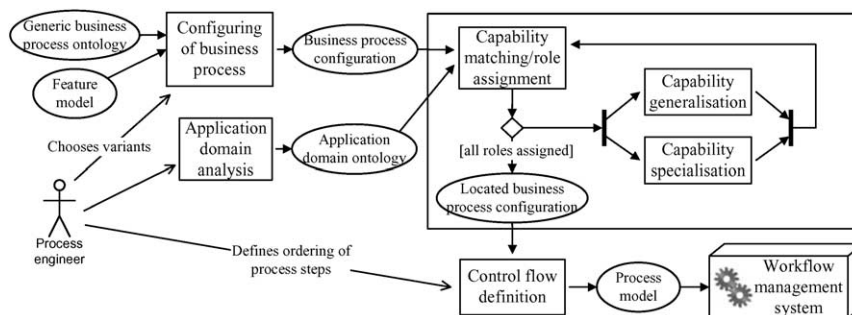 Generic business
process ontology
Feature
model
Configuring
of business
process
Business process
configuration
Capability
matching/role
assignment
Capability
generalisation
Capability
specialisation
Chooses variants
Application
domain
analysis
Application
domain ontology
[all roles assigned]
Located business
process configuration
Process
engineer
Defines ordering of
process steps
Control flow
definition
Process
model
Workflow
management
system